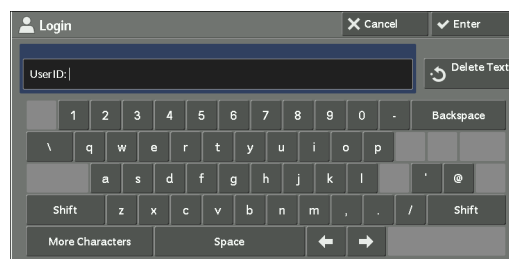 Login
Cancel
Enter
UserID:
Delete Text
1 2 3 4 5 6 7 8 9 0 - Backspace
\ q w e r t y u i o p
a s d f g h j k l ' @
Shift z x c v b n m , . / Shift
More Characters Space ← →